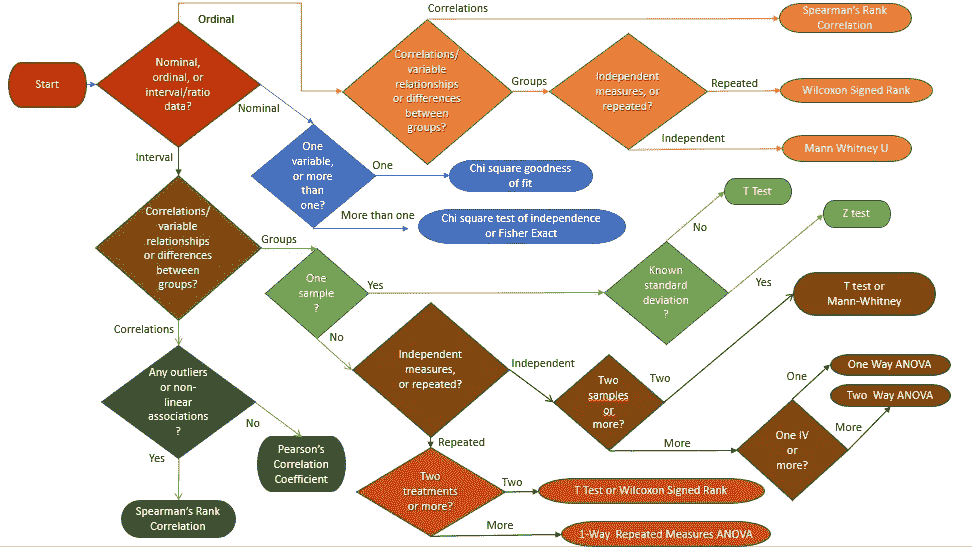 Start
Nominal,
ordinal, or
interval/ratio
data?
Ordinal
Nominal
Interval
Correlations/
variable
relationships
or differences
between
groups?
Correlations
Spearman's Rank
Correlation
Groups
Independent
measures, or
repeated?
Repeated
Wilcoxon Signed Rank
Independent
Mann Whitney U
One
variable,
or more
than
one?
One
Chi square goodness
of fit
More than one
Chi square test of independence
or Fisher Exact
Correlations/
variable
relationships
or differences
between
groups?
Groups
One
sample
?
Yes
Known
standard
deviation
?
No
T Test
Yes
Z test
No
Independent
measures,
or repeated?
Independent
Two
samples
or
more?
Two
T test or
Mann-Whitney
More
One IV
or
more?
One
One Way ANOVA
More
Two Way ANOVA
Repeated
Two
treatments
or more?
Two
T Test or Wilcoxon Signed Rank
More
1-Way Repeated Measures ANOVA
Correlations
Any outliers
or non-
linear
associations
?
No
Pearson's
Correlation
Coefficient
Yes
Spearman's Rank
Correlation